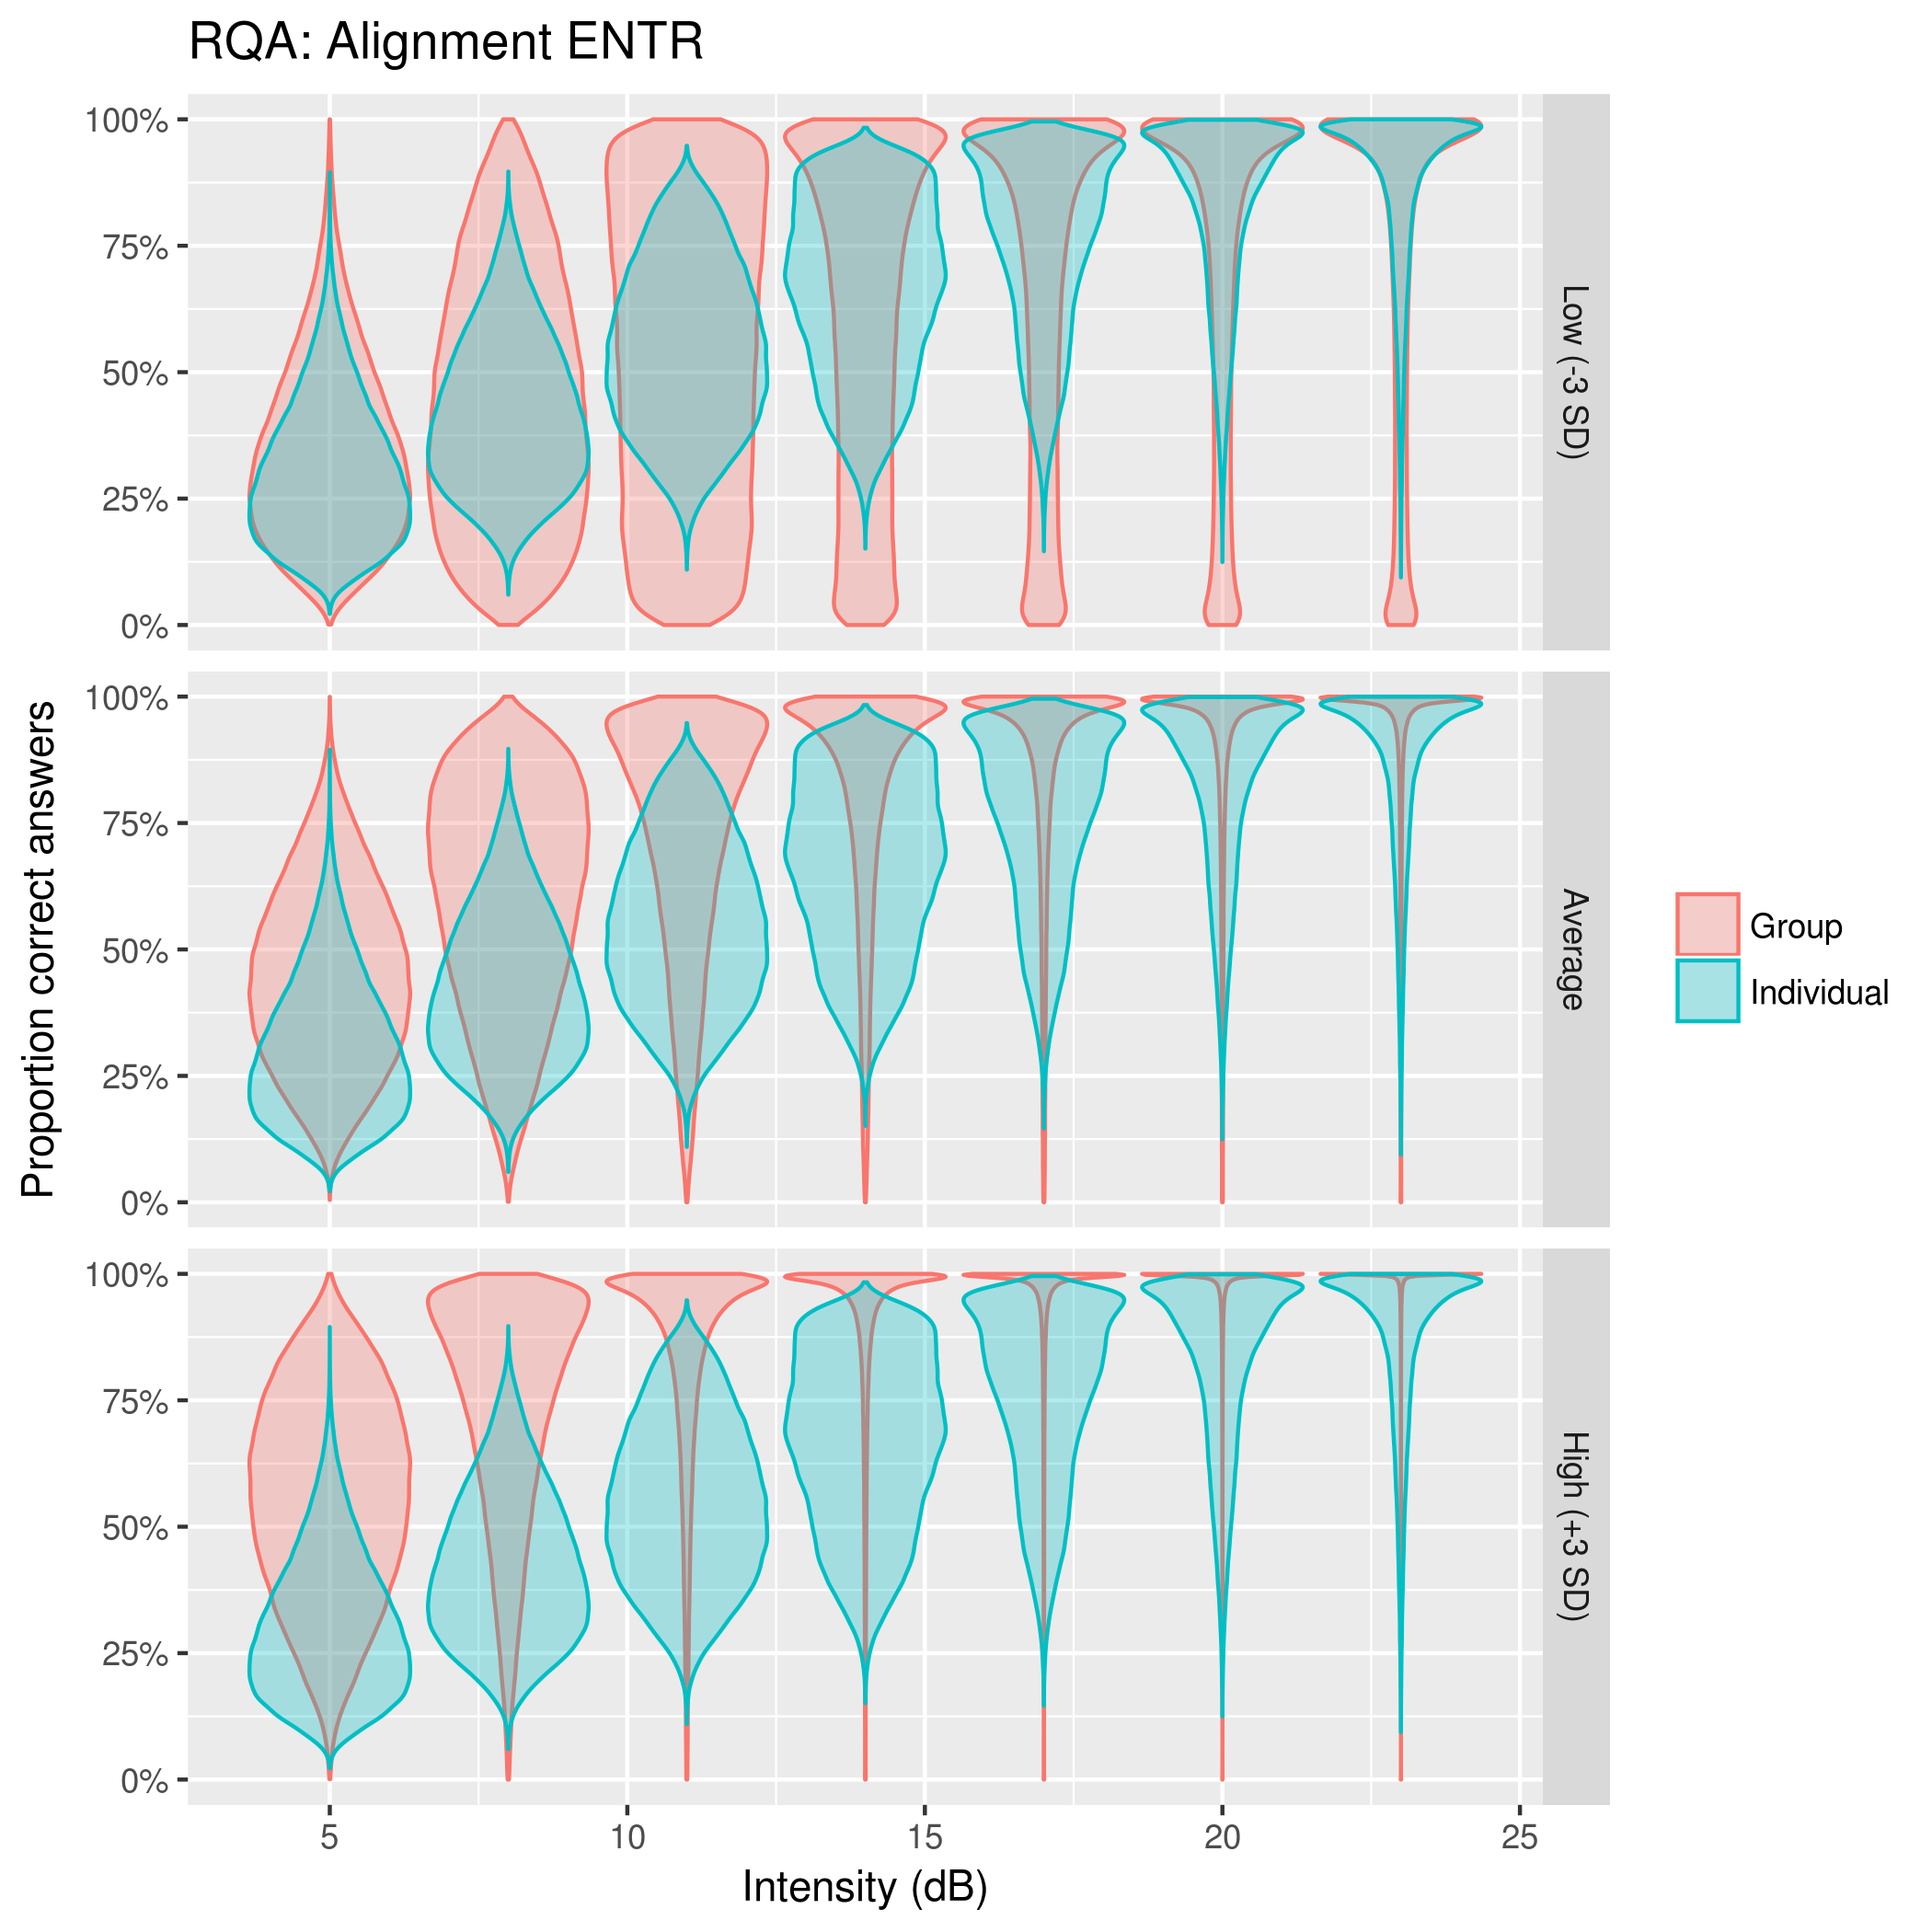 RQA: Alignment ENTR
100%
75%
50%
25%
0%
Low (-3 SD)
100%
75%
50%
25%
0%
Average
100%
75%
50%
25%
0%
High (+3 SD)
Proportion correct answers
5
10
15
20
25
Intensity (dB)
Group
Individual